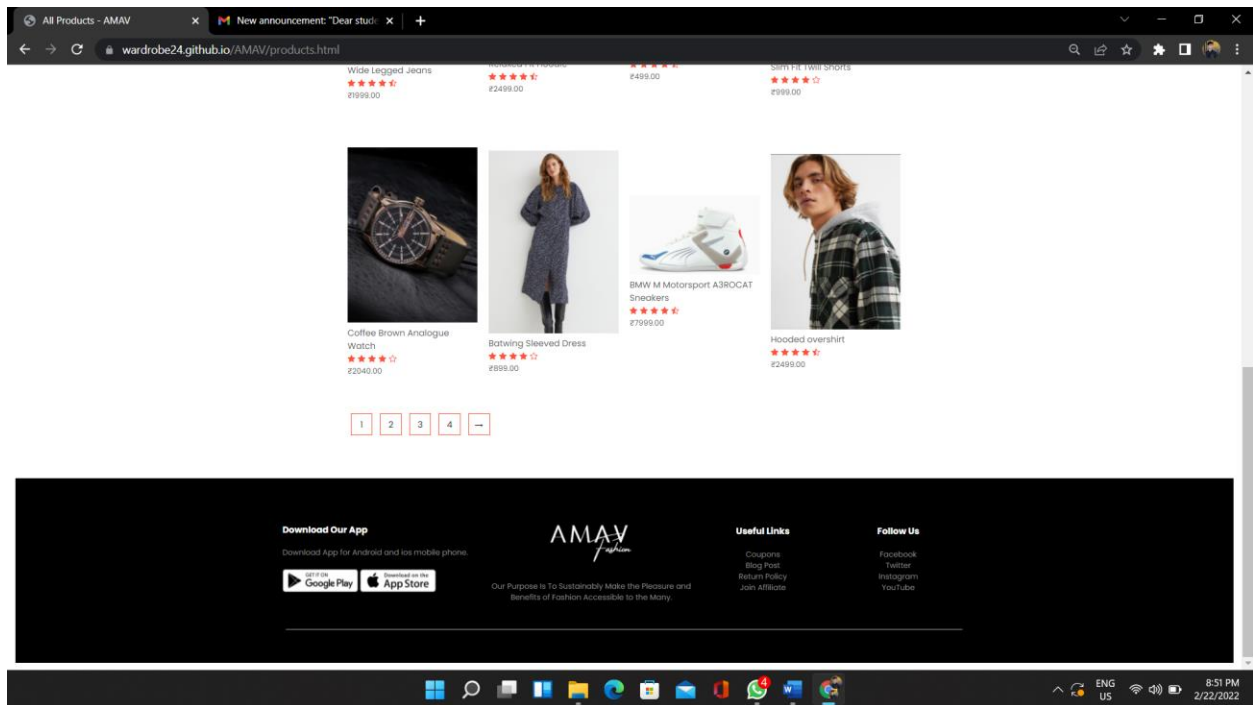 All Products - AMAV
New announcement: "Dear stude
wardrobe24.github.io/AMAV/products.html
Wide Legged Jeans
₹1999.00
Relaxed Fit Hoodie
₹2499.00
₹499.00
Slim Fit Twill Shorts
₹999.00
Coffee Brown Analogue
Watch
₹2040.00
Batwing Sleeved Dress
₹899.00
BMW M Motorsport A3ROCAT
Sneakers
₹7999.00
Hooded overshirt
₹2499.00
1 2 3 4 →
Download Our App
Download App for Android and ios mobile phone.
GET IT ON
Google Play
Download on the
App Store
AMAV
Fashion
Our Purpose Is To Sustainably Make the Pleasure and
Benefits of Fashion Accessible to the Many.
Useful Links
Coupons
Blog Post
Return Policy
Join Affiliate
Follow Us
Facebook
Twitter
Instagram
YouTube
4
ENG
US
8:51 PM
2/22/2022